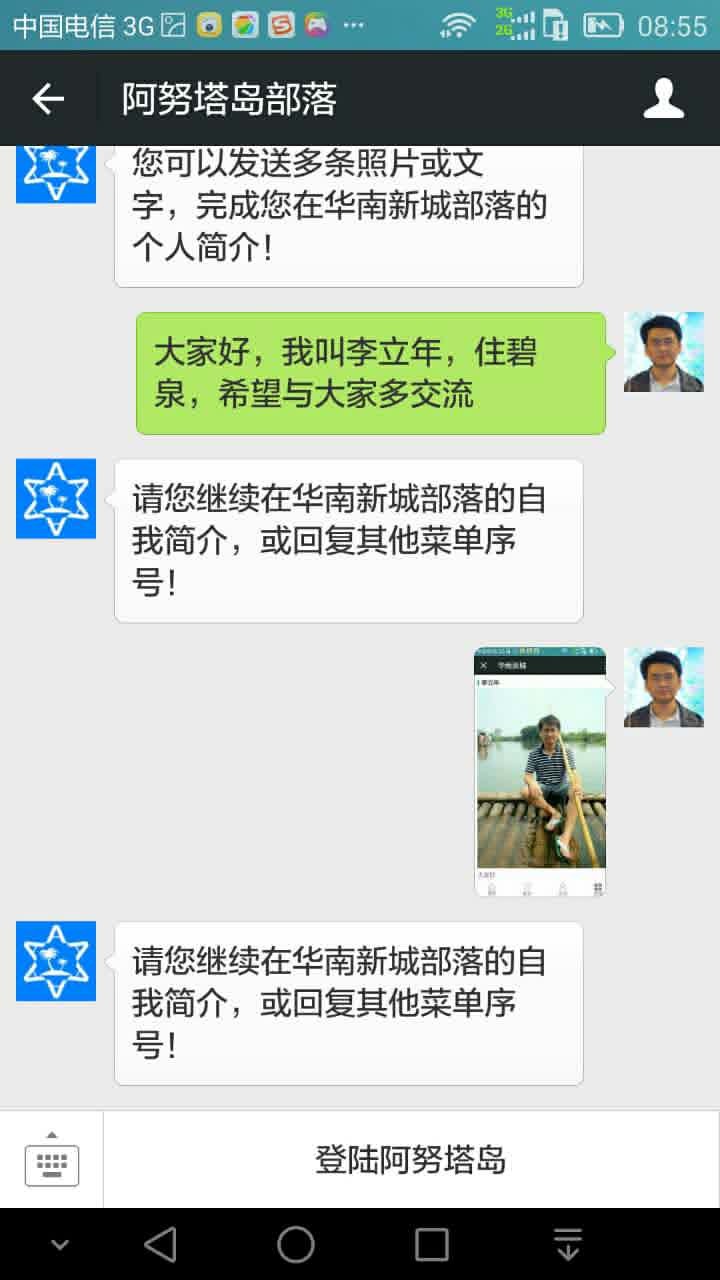 中国电信 3G
3G
2G
08:55
阿努塔岛部落
您可以发送多条照片或文
字，完成您在华南新城部落的
个人简介！
大家好，我叫李立年，住碧
泉，希望与大家多交流
请您继续在华南新城部落的自
我简介，或回复其他菜单序
号！
请您继续在华南新城部落的自
我简介，或回复其他菜单序
号！
登陆阿努塔岛